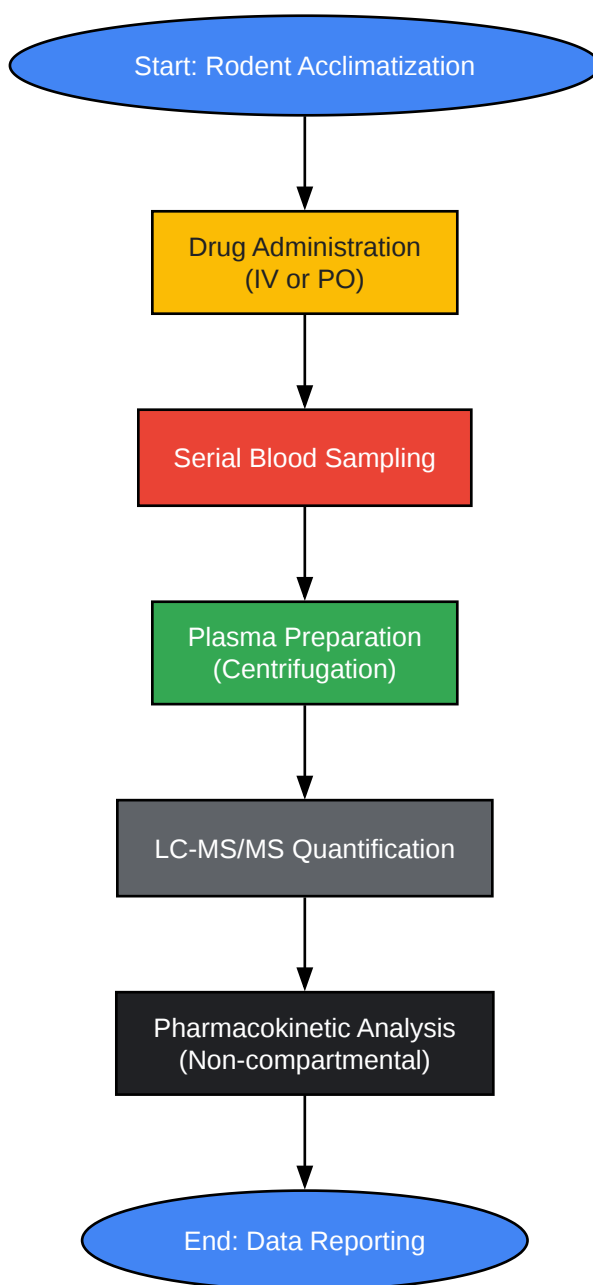 Start: Rodent Acclimatization
Drug Administration
(IV or PO)
Serial Blood Sampling
Plasma Preparation
(Centrifugation)
LC-MS/MS Quantification
Pharmacokinetic Analysis
(Non-compartmental)
End: Data Reporting